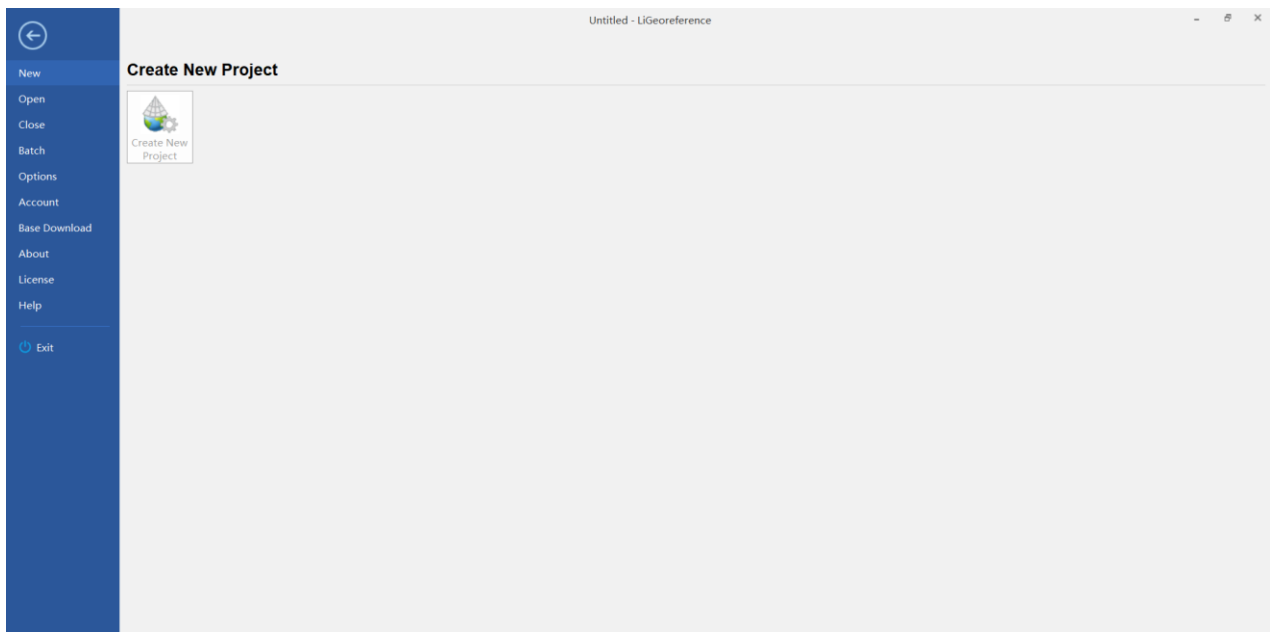 Untitled - LiGeoreference
New
Open
Close
Batch
Options
Account
Base Download
About
License
Help
Exit
Create New Project
Create New
Project